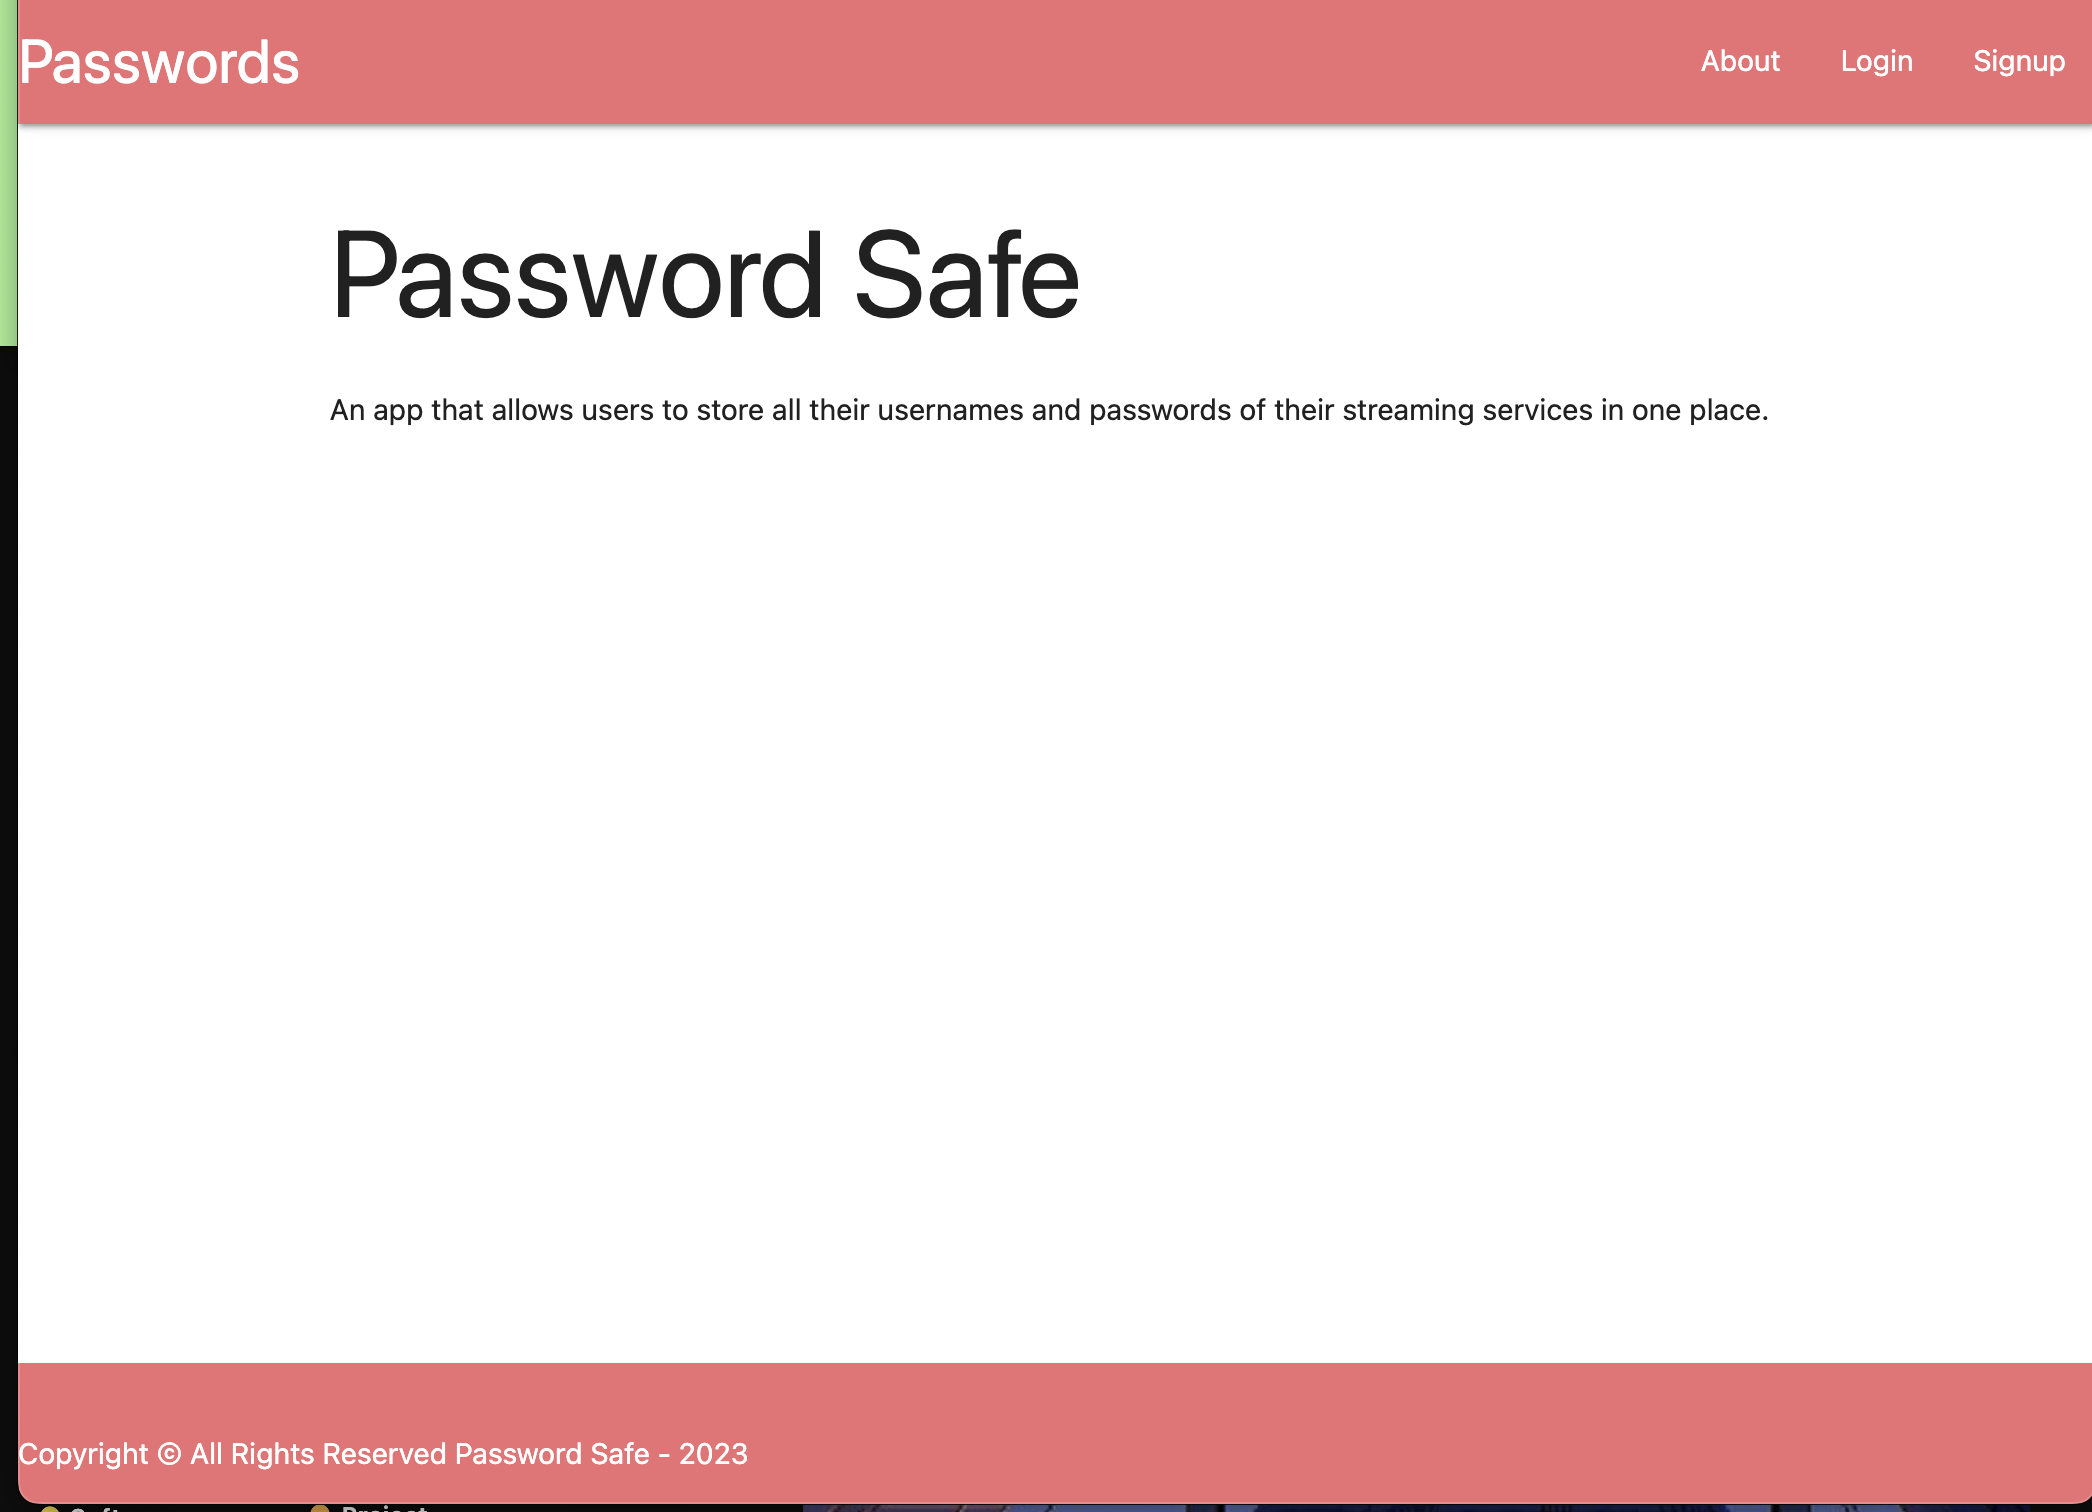 Passwords
About Login Signup
Password Safe
An app that allows users to store all their usernames and passwords of their streaming services in one place.
Copyright © All Rights Reserved Password Safe - 2023